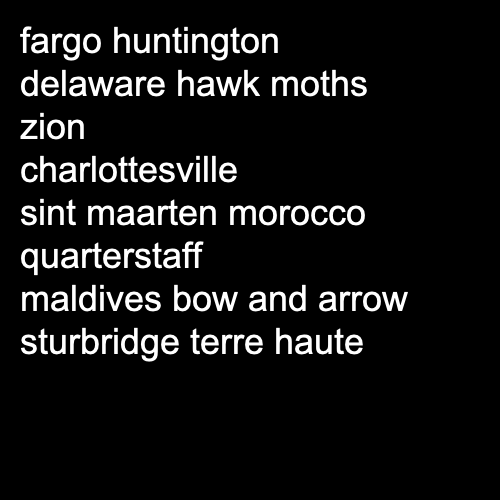 fargo huntington
delaware hawk moths
zion
charlottesville
sint maarten morocco
quarterstaff
maldives bow and arrow
sturbridge terre haute